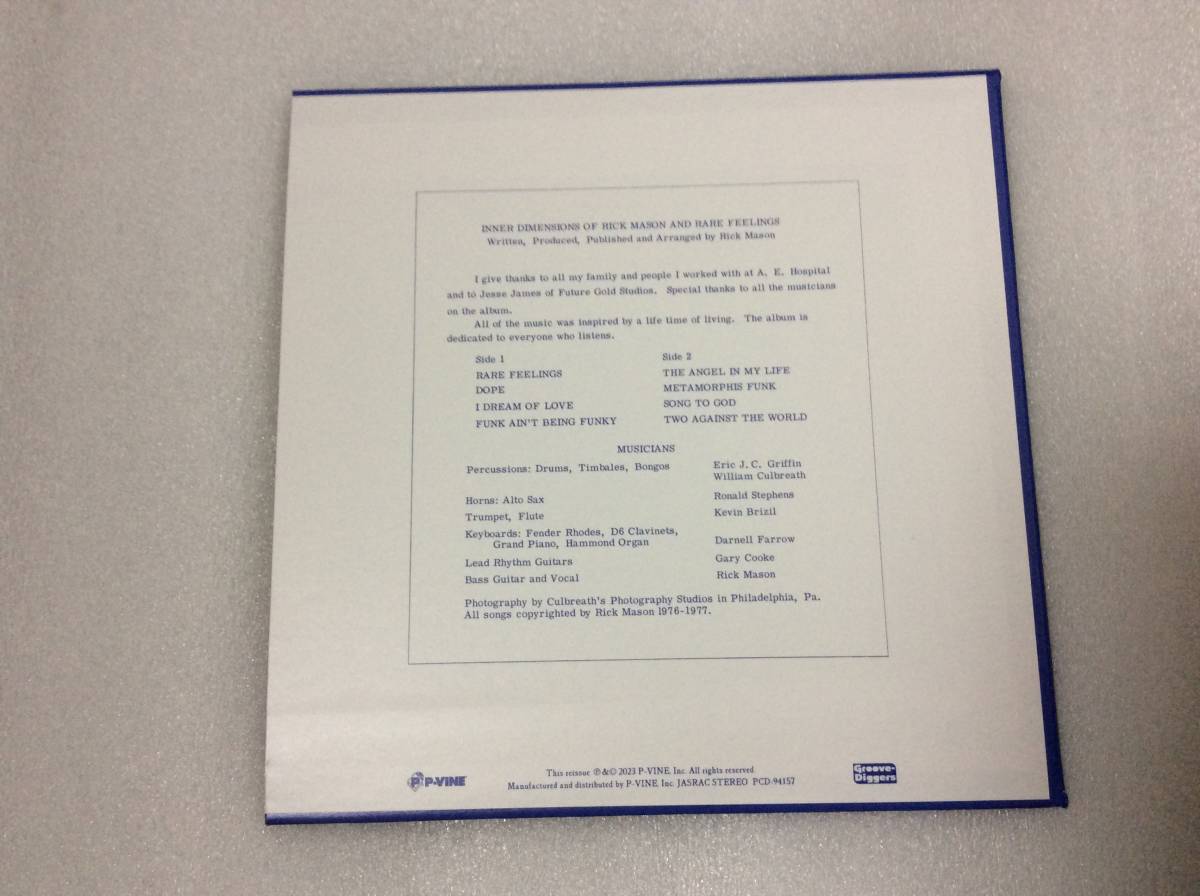 INNER DIMENSIONS OF RICK MASON AND RARE FEELINGS
Written, Produced, Published and Arranged by Rick Mason
I give thanks to all my family and people I worked with at A. E. Hospital
and to Jesse James of Future Gold Studios. Special thanks to all the musicians
on the album.
All of the music was inspired by a life time of living. The album is
dedicated to everyone who listens.
Side 1
RARE FEELINGS
DOPE
I DREAM OF LOVE
FUNK AIN'T BEING FUNKY
Side 2
THE ANGEL IN MY LIFE
METAMORPHIS FUNK
SONG TO GOD
TWO AGAINST THE WORLD
MUSICIANS
Percussions: Drums, Timbales, Bongos Eric J. C. Griffin
William Culbreath
Horns: Alto Sax Ronald Stephens
Trumpet, Flute Kevin Brizil
Keyboards: Fender Rhodes, D6 Clavinets,
Grand Piano, Hammond Organ Darnell Farrow
Lead Rhythm Guitars Gary Cooke
Bass Guitar and Vocal Rick Mason
Photography by Culbreath's Photography Studios in Philadelphia, Pa.
All songs copyrighted by Rick Mason 1976-1977.
P-VINE
This reissue ℗&© 2023 P-VINE, Inc. All rights reserved
Manufactured and distributed by P-VINE, Inc. JASRAC STEREO PCD-94157
Groove-
Diggers